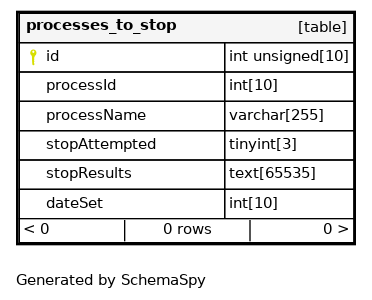 processes_to_stop [table]
id int unsigned[10]
processId int[10]
processName varchar[255]
stopAttempted tinyint[3]
stopResults text[65535]
dateSet int[10]
< 0 0 rows 0 >
Generated by SchemaSpy